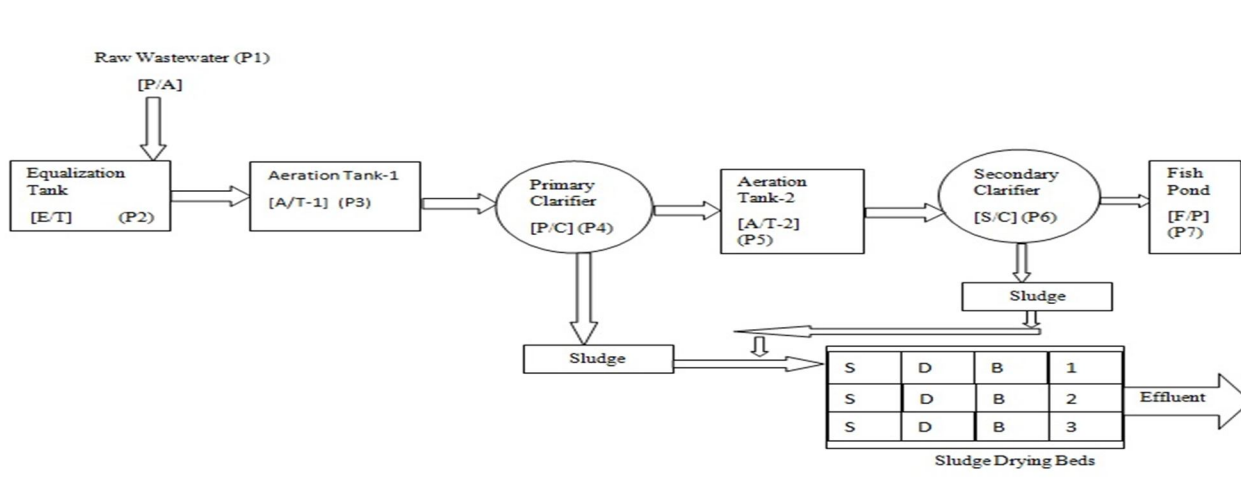 Raw Wastewater (P1)
[P/A]
Equalization
Tank
[E/T] (P2)
Aeration Tank-1
[A/T-1] (P3)
Primary
Clarifier
[P/C] (P4)
Aeration
Tank-2
[A/T-2]
(P5)
Secondary
Clarifier
[S/C] (P6)
Fish
Pond
[F/P]
(P7)
Sludge
Sludge
S D B 1
S D B 2
S D B 3
Effluent
Sludge Drying Beds